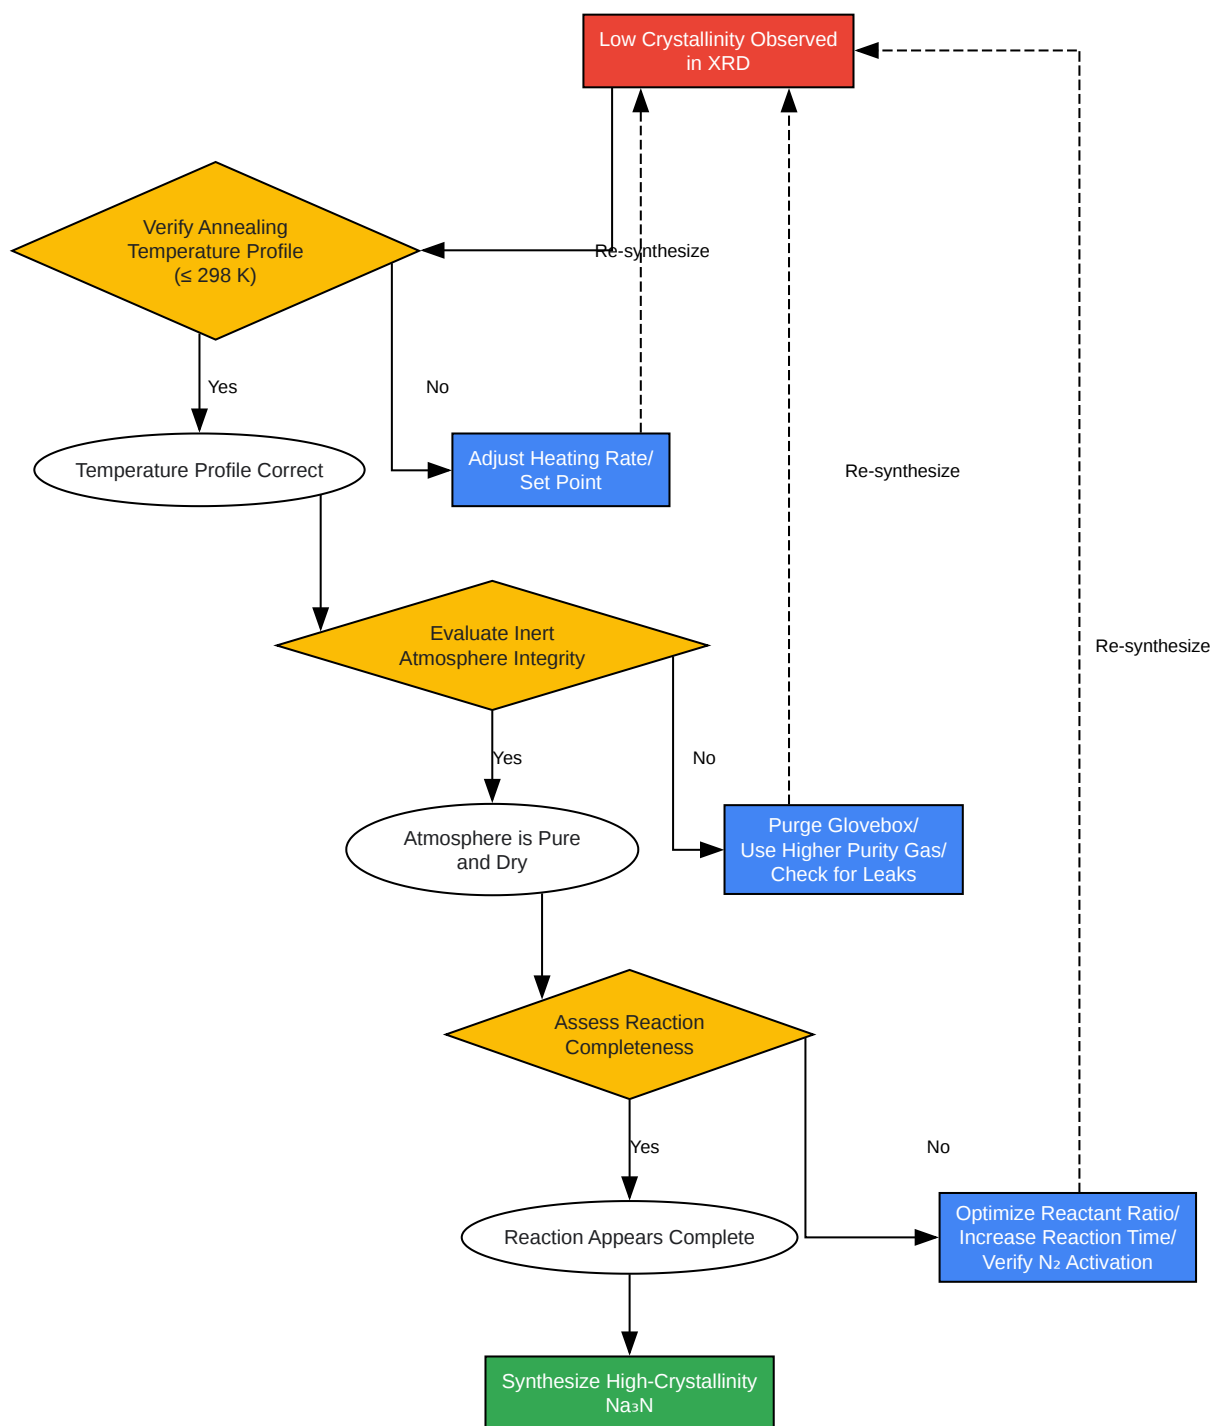 Low Crystallinity Observed
in XRD
Verify Annealing
Temperature Profile
(≤ 298 K)
Re-synthesize
Yes
No
Temperature Profile Correct
Adjust Heating Rate/
Set Point
Re-synthesize
Evaluate Inert
Atmosphere Integrity
Re-synthesize
Yes
No
Atmosphere is Pure
and Dry
Purge Glovebox/
Use Higher Purity Gas/
Check for Leaks
Assess Reaction
Completeness
Yes
No
Reaction Appears Complete
Optimize Reactant Ratio/
Increase Reaction Time/
Verify N₂ Activation
Synthesize High-Crystallinity
Na₃N